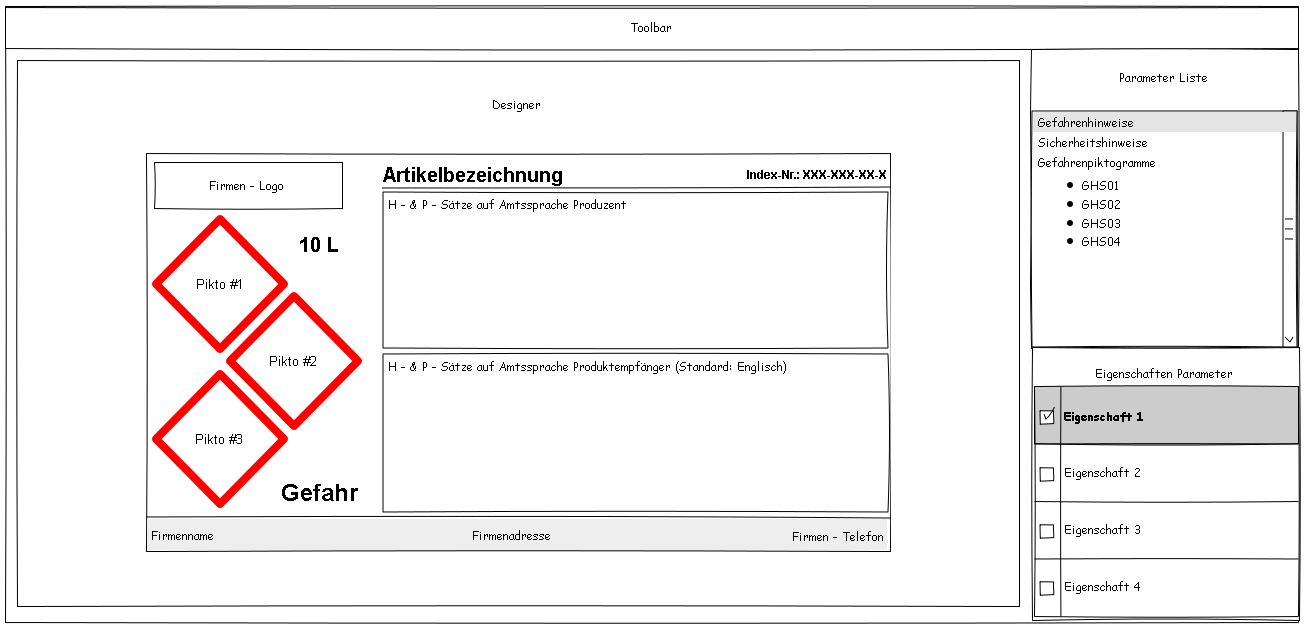 Toolbar
Designer
Firmen - Logo
Artikelbezeichnung
Index-Nr.: XXX-XXX-XX-X
H - & P - Sätze auf Amtssprache Produzent
10 L
Pikto #1
Pikto #2
Pikto #3
H - & P - Sätze auf Amtssprache Produktempfänger (Standard: Englisch)
Gefahr
Firmenname
Firmenadresse
Firmen - Telefon
Parameter Liste
Gefahrenhinweise
Sicherheitshinweise
Gefahrenpiktogramme
GHS01
GHS02
GHS03
GHS04
Eigenschaften Parameter
Eigenschaft 1
Eigenschaft 2
Eigenschaft 3
Eigenschaft 4